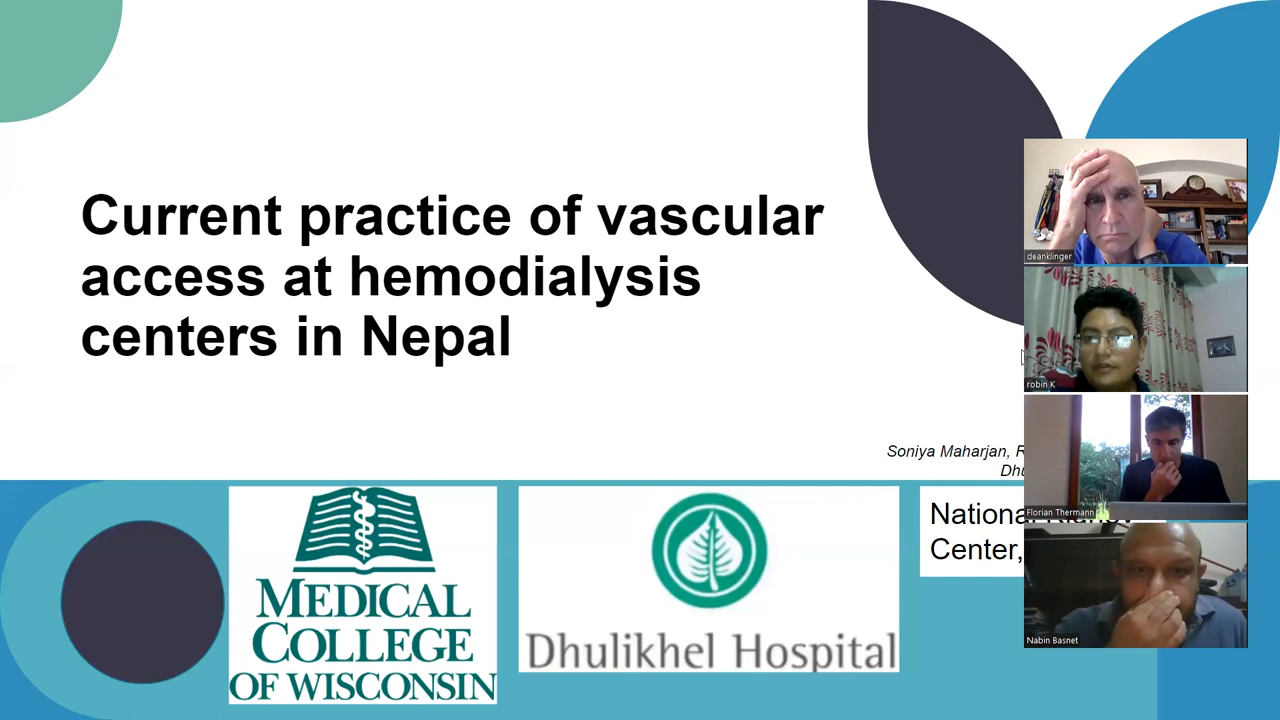 Current practice of vascular
access at hemodialysis
centers in Nepal
Soniya Maharjan, R
MEDICAL
COLLEGE
OF WISCONSIN
Dhulikhel Hospital
National
Center,
deanklinger
robin K
Florian Thermann
Nabin Basnet